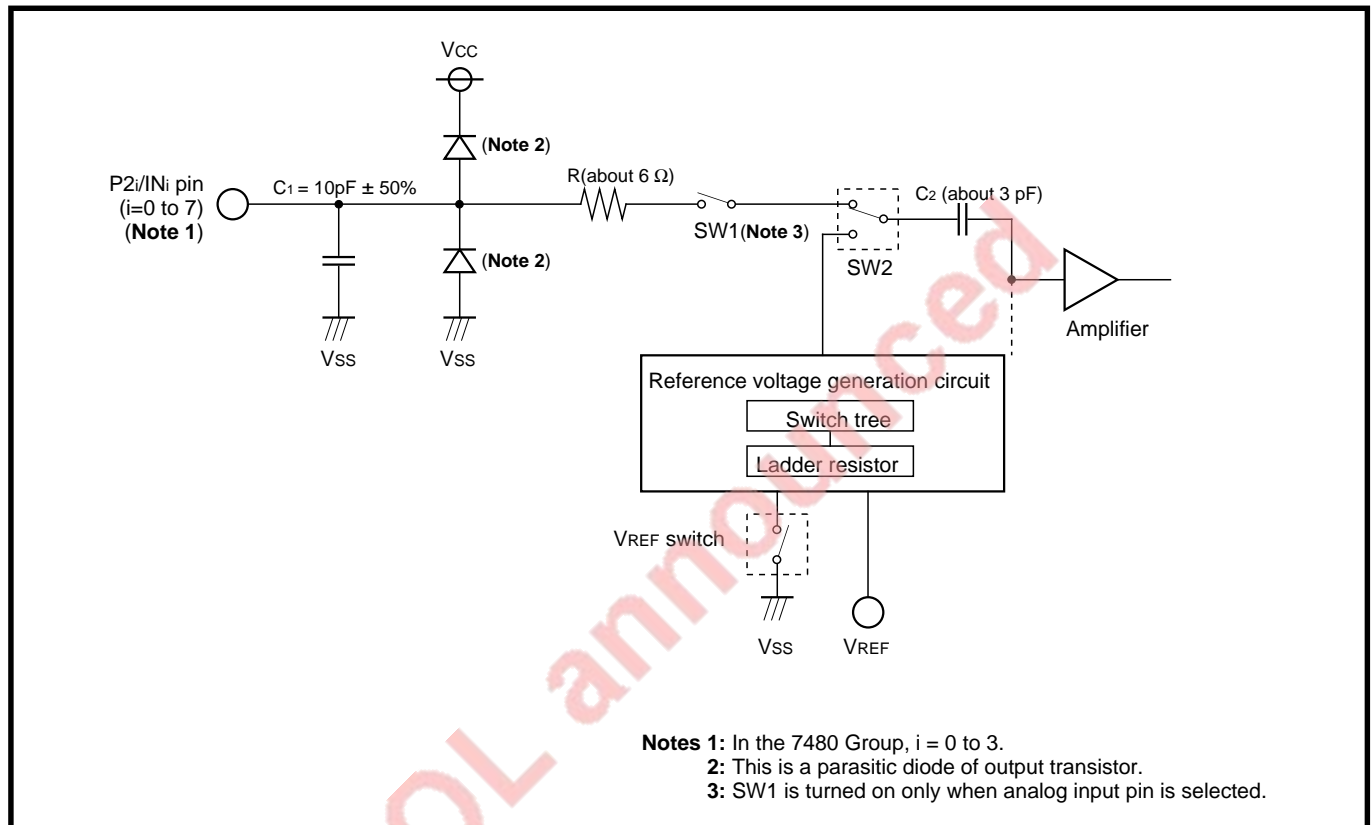 VCC
(Note 2)
P2i/INi pin
(i=0 to 7)
(Note 1)
C1 = 10pF ± 50%
R(about 6 Ω)
SW1(Note 3)
C2 (about 3 pF)
SW2
(Note 2)
VSS
VSS
Amplifier
Reference voltage generation circuit
Switch tree
Ladder resistor
VREF switch
VSS
VREF
Notes 1: In the 7480 Group, i = 0 to 3.
2: This is a parasitic diode of output transistor.
3: SW1 is turned on only when analog input pin is selected.
OL announced